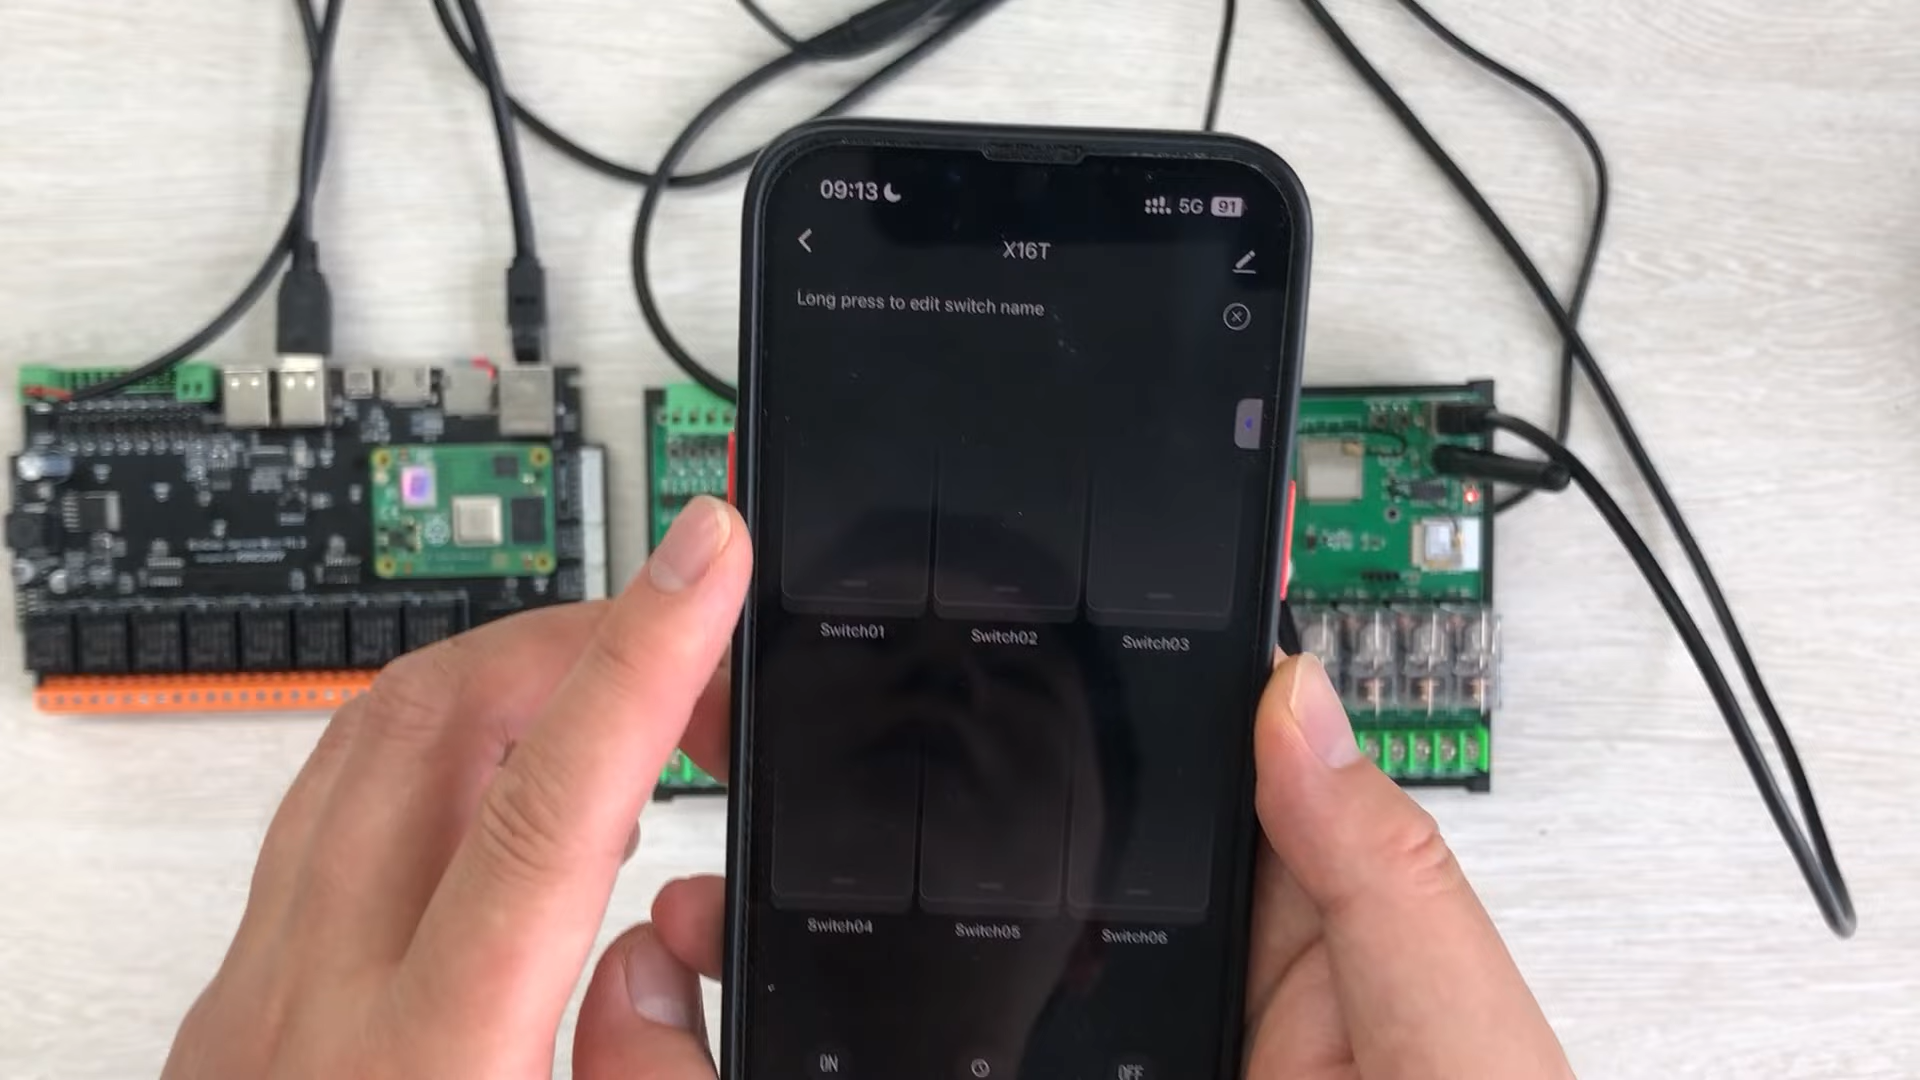 09:13
5G 91
X16T
Long press to edit switch name
Switch01 Switch02 Switch03
Switch04 Switch05 Switch06
ON OFF